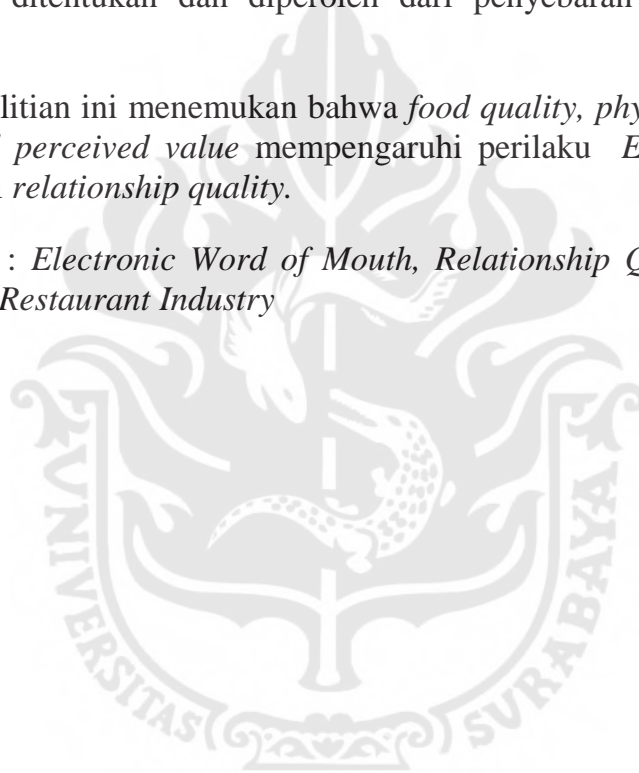 ditentukan dan diperoleh dari penyebaran
litian ini menemukan bahwa food quality, phy
perceived value mempengaruhi perilaku E
relationship quality.
: Electronic Word of Mouth, Relationship Q
Restaurant Industry
UNIVERSITAS SURABAYA